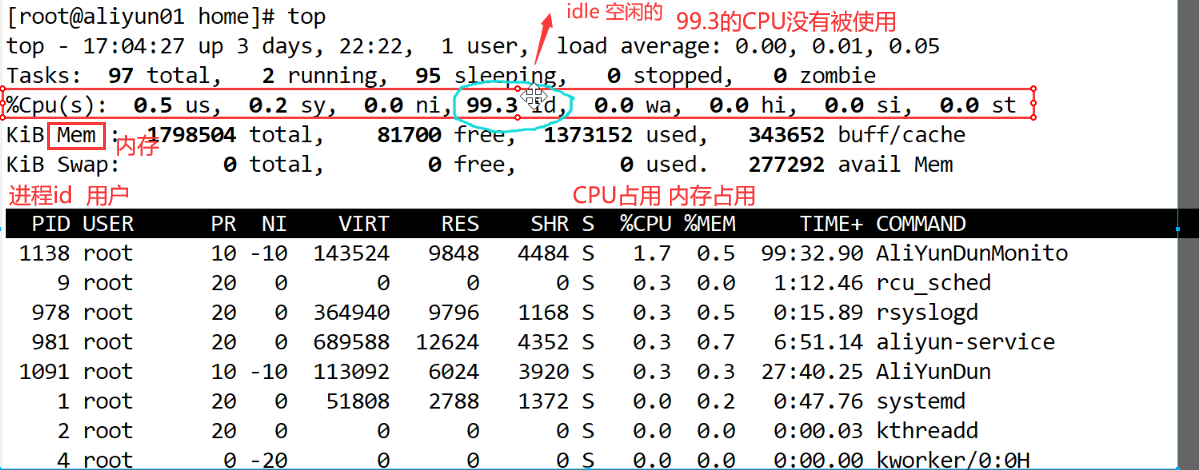 [root@aliyun01 home]# top
idle 空闲的
99.3的CPU没有被使用
top - 17:04:27 up 3 days, 22:22,  1 user,  load average: 0.00, 0.01, 0.05
Tasks:  97 total,   2 running,  95 sleeping,   0 stopped,   0 zombie
%Cpu(s):  0.5 us,  0.2 sy,  0.0 ni, 99.3 id,  0.0 wa,  0.0 hi,  0.0 si,  0.0 st
KiB Mem :  1798504 total,    81700 free,  1373152 used,   343652 buff/cache
内存
KiB Swap:        0 total,        0 free,        0 used.   277292 avail Mem
进程id 用户 CPU占用 内存占用
PID USER      PR  NI    VIRT    RES    SHR S  %CPU %MEM     TIME+ COMMAND
1138 root      10 -10  143524   9848   4484 S   1.7  0.5  99:32.90 AliYunDunMonito
9 root      20   0       0      0      0 S   0.3  0.0   1:12.46 rcu_sched
978 root      20   0  364940   9796   1168 S   0.3  0.5   0:15.89 rsyslogd
981 root      20   0  689588  12624   4352 S   0.3  0.7   6:51.14 aliyun-service
1091 root      10 -10  113092   6024   3920 S   0.3  0.3  27:40.25 AliYunDun
1 root      20   0   51808   2788   1372 S   0.0  0.2   0:47.76 systemd
2 root      20   0       0      0      0 S   0.0  0.0   0:00.03 kthreadd
4 root       0 -20       0      0      0 S   0.0  0.0   0:00.00 kworker/0:0H